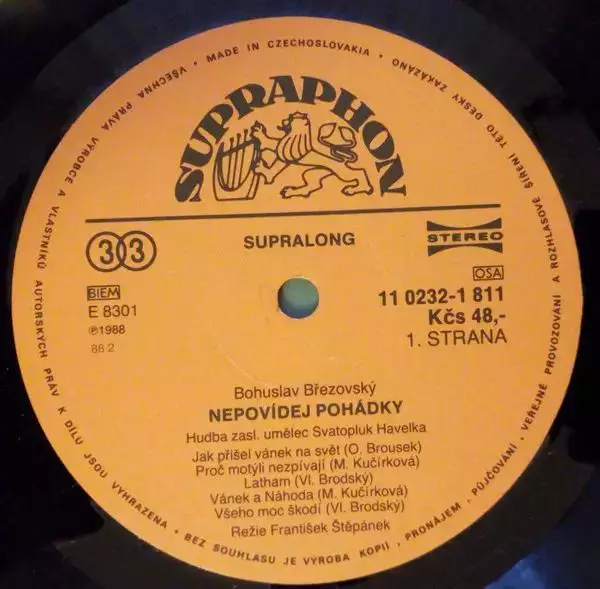 VŠECHNA PRÁVA VÝROBCE A VLASTNÍKŮ AUTORSKÝCH PRÁV K DÍLU JSOU VYHRAZENA • BEZ SOUHLASU JE VÝROBA KOPIÍ, PRONÁJEM, PŮJČOVÁNÍ, VEŘEJNÉ PROVOZOVÁNÍ A ROZHLASOVÉ ŠÍŘENÍ TÉTO DESKY ZAKÁZÁNO • MADE IN CZECHOSLOVAKIA •
SUPRAPHON
33
SUPRALONG
STEREO
BIEM
E 8301
℗1988
88 2
OSA
11 0232-1 811
Kčs 48,-
1. STRANA
Bohuslav Březovský
NEPOVÍDEJ POHÁDKY
Hudba zasl. umělec Svatopluk Havelka
Jak přišel vánek na svět (O. Brousek)
Proč motýli nezpívají (M. Kučírková)
Latham (Vl. Brodský)
Vánek a Náhoda (M. Kučírková)
Všeho moc škodí (Vl. Brodský)
Režie František Štěpánek